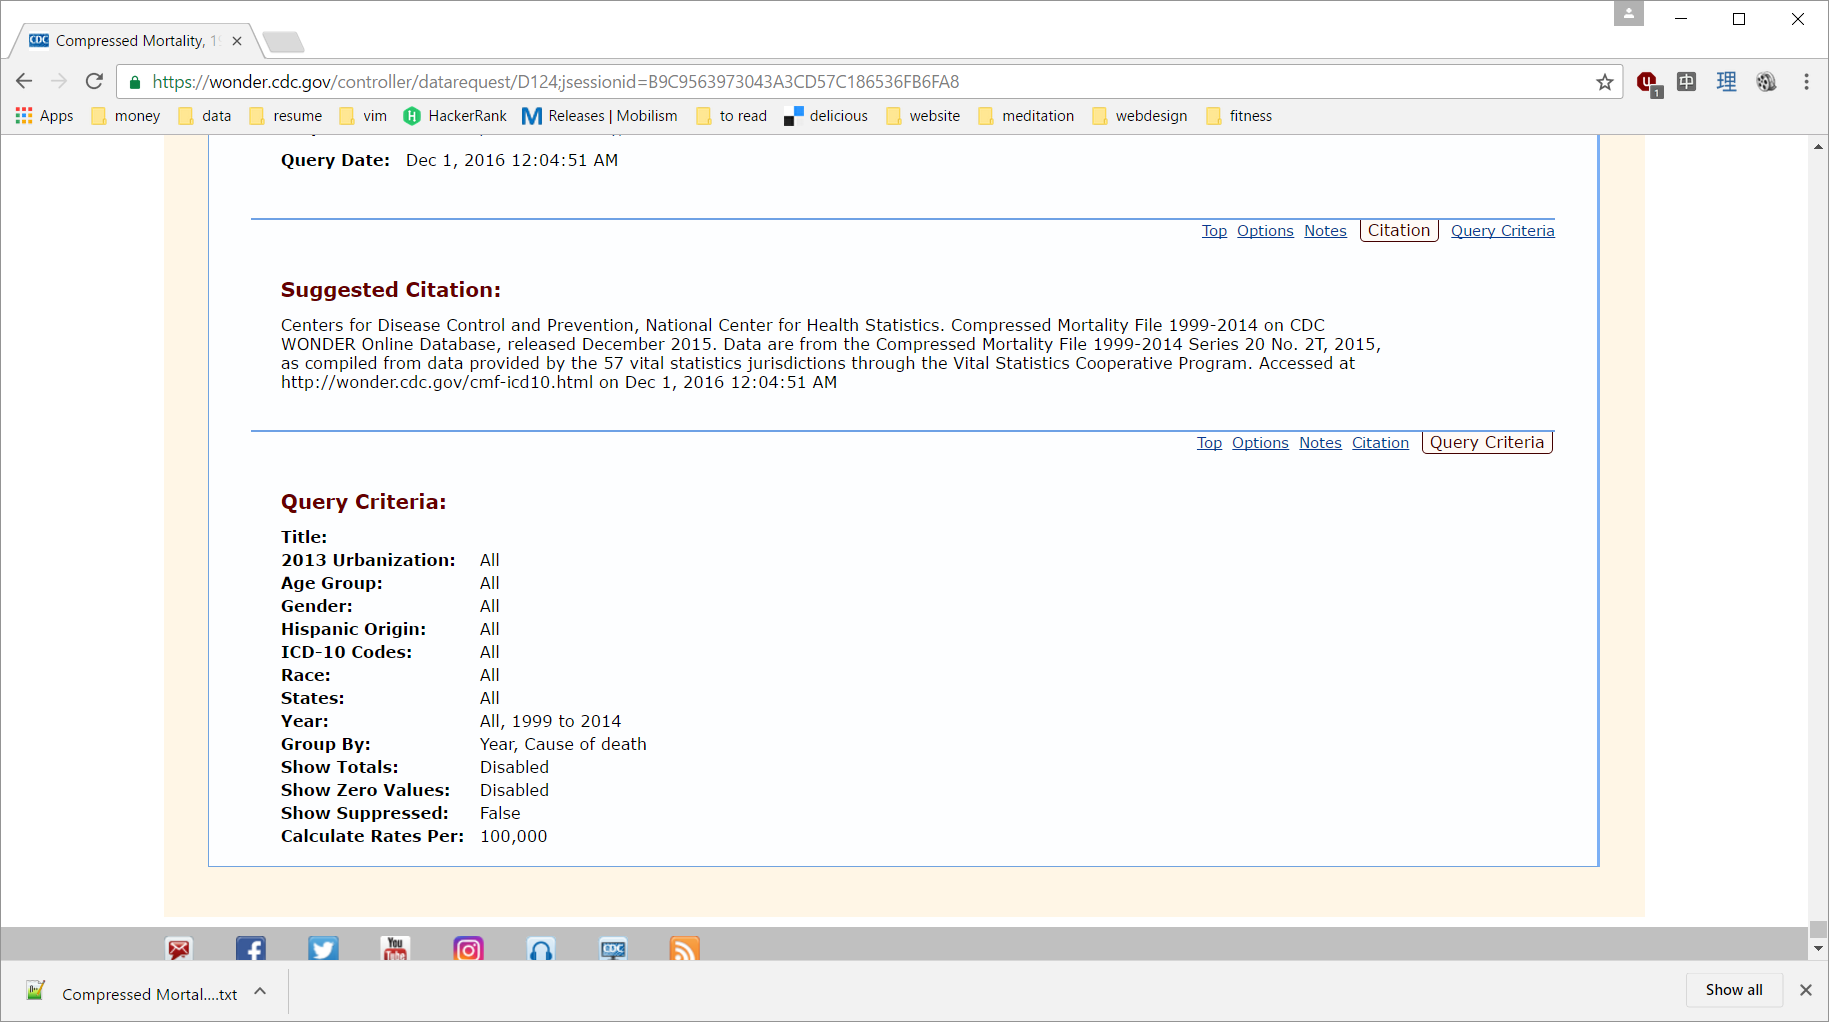 Compressed Mortality, 1
https://wonder.cdc.gov/controller/datarequest/D124;jsessionid=B9C9563973043A3CD57C186536FB6FA8
1
中
理
Apps money data resume vim HackerRank Releases | Mobilism to read delicious website meditation webdesign fitness
Query Date: Dec 1, 2016 12:04:51 AM
Top Options Notes Citation Query Criteria
Suggested Citation:
Centers for Disease Control and Prevention, National Center for Health Statistics. Compressed Mortality File 1999-2014 on CDC
WONDER Online Database, released December 2015. Data are from the Compressed Mortality File 1999-2014 Series 20 No. 2T, 2015,
as compiled from data provided by the 57 vital statistics jurisdictions through the Vital Statistics Cooperative Program. Accessed at
http://wonder.cdc.gov/cmf-icd10.html on Dec 1, 2016 12:04:51 AM
Top Options Notes Citation Query Criteria
Query Criteria:
Title:
2013 Urbanization: All
Age Group: All
Gender: All
Hispanic Origin: All
ICD-10 Codes: All
Race: All
States: All
Year: All, 1999 to 2014
Group By: Year, Cause of death
Show Totals: Disabled
Show Zero Values: Disabled
Show Suppressed: False
Calculate Rates Per: 100,000
You
CDC
Compressed Mortal....txt
Show all